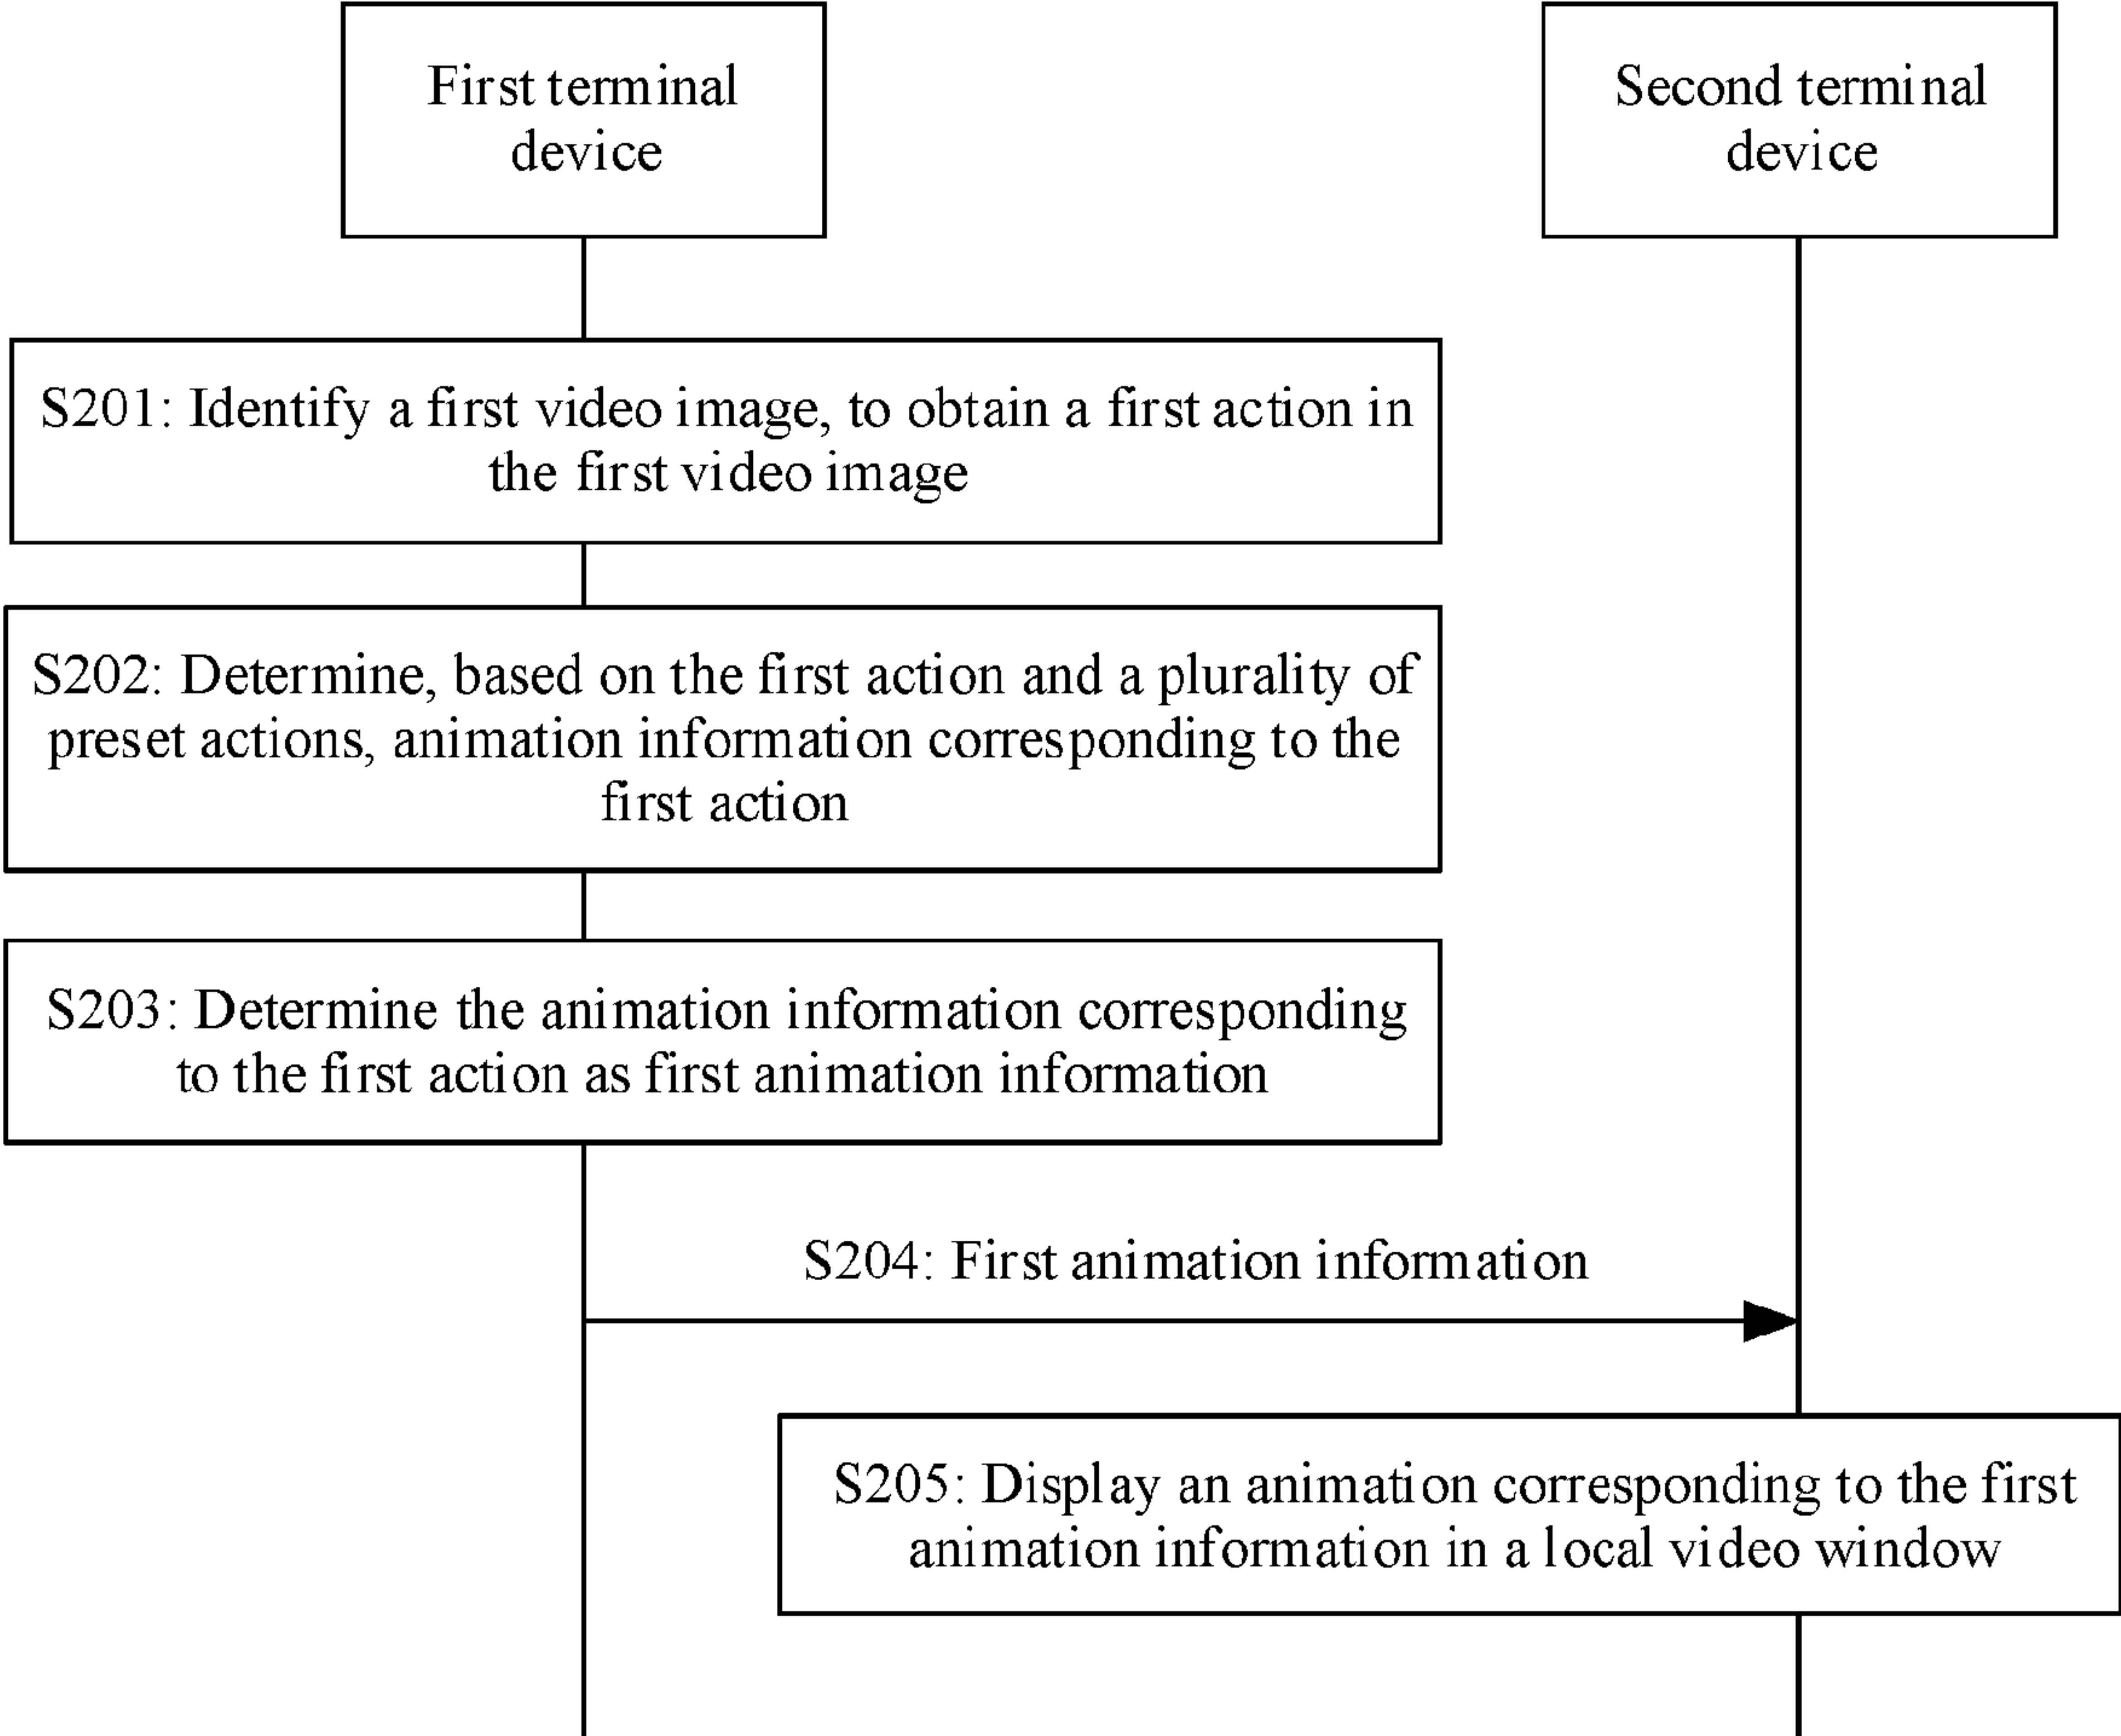 First terminal
device
Second terminal
device
S201: Identify a first video image, to obtain a first action in
the first video image
S202: Determine, based on the first action and a plurality of
preset actions, animation information corresponding to the
first action
S203: Determine the animation information corresponding
to the first action as first animation information
S204: First animation information
S205: Display an animation corresponding to the first
animation information in a local video window